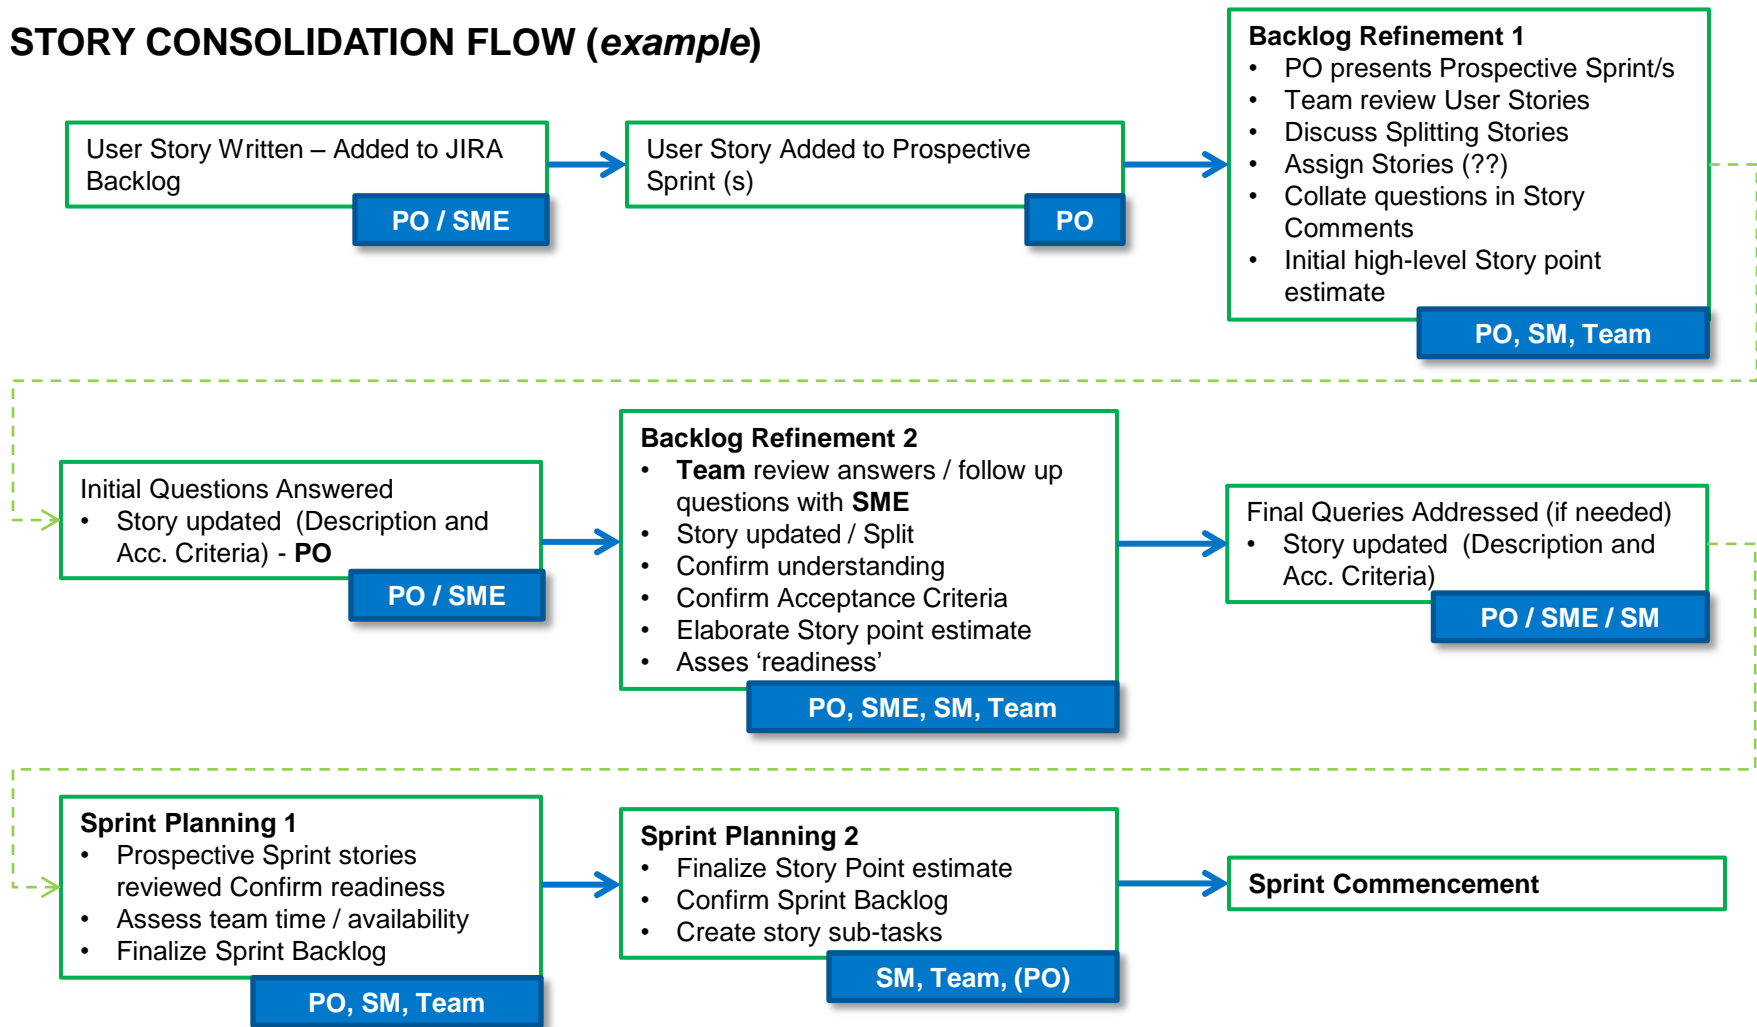 STORY CONSOLIDATION FLOW (example)
User Story Written – Added to JIRA
Backlog
PO / SME
User Story Added to Prospective
Sprint (s)
PO
Backlog Refinement 1
• PO presents Prospective Sprint/s
• Team review User Stories
• Discuss Splitting Stories
• Assign Stories (??)
• Collate questions in Story
Comments
• Initial high-level Story point
estimate
PO, SM, Team
Initial Questions Answered
• Story updated (Description and
Acc. Criteria) - PO
PO / SME
Backlog Refinement 2
• Team review answers / follow up
questions with SME
• Story updated / Split
• Confirm understanding
• Confirm Acceptance Criteria
• Elaborate Story point estimate
• Asses ‘readiness’
PO, SME, SM, Team
Final Queries Addressed (if needed)
• Story updated (Description and
Acc. Criteria)
PO / SME / SM
Sprint Planning 1
• Prospective Sprint stories
reviewed Confirm readiness
• Assess team time / availability
• Finalize Sprint Backlog
PO, SM, Team
Sprint Planning 2
• Finalize Story Point estimate
• Confirm Sprint Backlog
• Create story sub-tasks
SM, Team, (PO)
Sprint Commencement